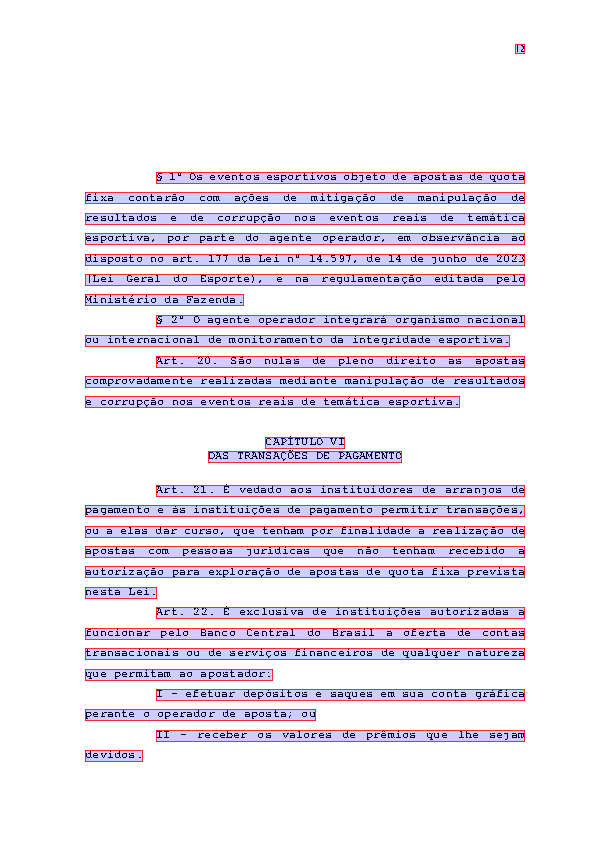 12
§ 1º Os eventos esportivos objeto de apostas de quota
fixa contarão com ações de mitigação de manipulação de
resultados e de corrupção nos eventos reais de temática
esportiva, por parte do agente operador, em observância ao
disposto no art. 177 da Lei nº 14.597, de 14 de junho de 2023
(Lei Geral do Esporte), e na regulamentação editada pelo
Ministério da Fazenda.
§ 2º O agente operador integrará organismo nacional
ou internacional de monitoramento da integridade esportiva.
Art. 20. São nulas de pleno direito as apostas
comprovadamente realizadas mediante manipulação de resultados
e corrupção nos eventos reais de temática esportiva.
CAPÍTULO VI
DAS TRANSAÇÕES DE PAGAMENTO
Art. 21. É vedado aos instituidores de arranjos de
pagamento e às instituições de pagamento permitir transações,
ou a elas dar curso, que tenham por finalidade a realização de
apostas com pessoas jurídicas que não tenham recebido a
autorização para exploração de apostas de quota fixa prevista
nesta Lei.
Art. 22. É exclusiva de instituições autorizadas a
funcionar pelo Banco Central do Brasil a oferta de contas
transacionais ou de serviços financeiros de qualquer natureza
que permitam ao apostador:
I - efetuar depósitos e saques em sua conta gráfica
perante o operador de aposta; ou
II - receber os valores de prêmios que lhe sejam
devidos.